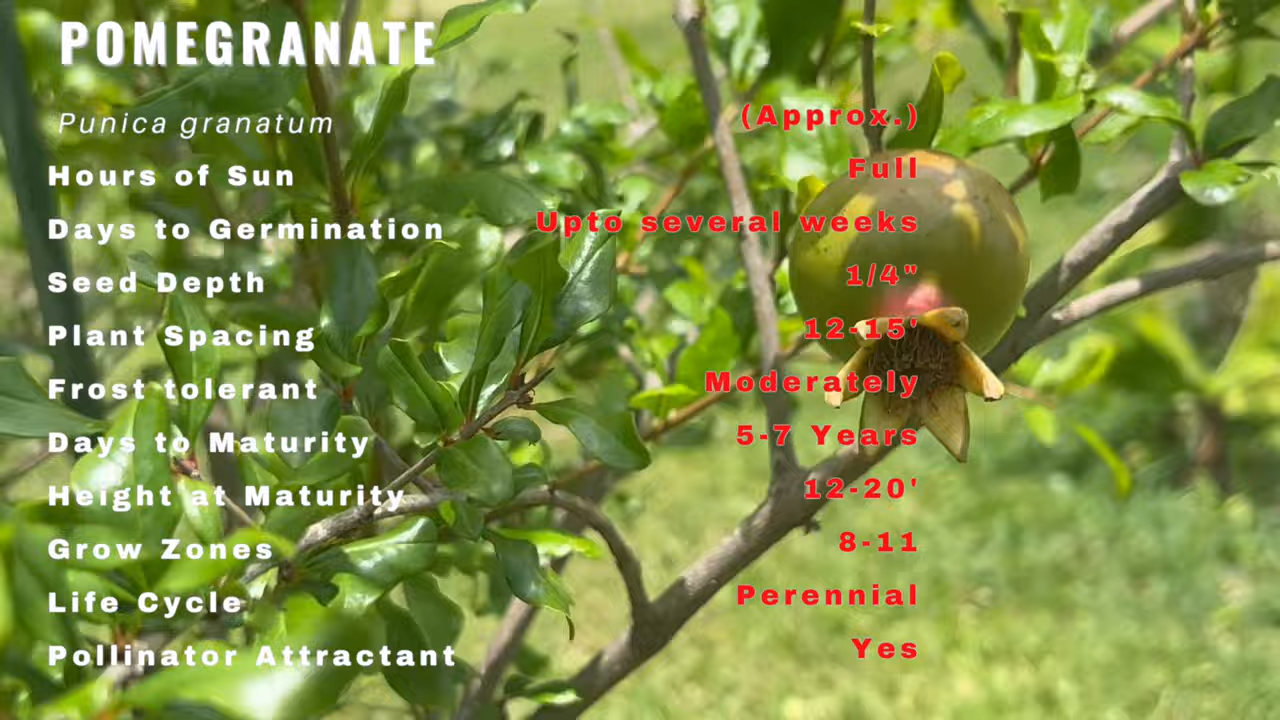 POMEGRANATE
Punica granatum
(Approx.)
Hours of Sun Full
Days to Germination Upto several weeks
Seed Depth 1/4"
Plant Spacing 12-15'
Frost tolerant Moderately
Days to Maturity 5-7 Years
Height at Maturity 12-20'
Grow Zones 8-11
Life Cycle Perennial
Pollinator Attractant Yes